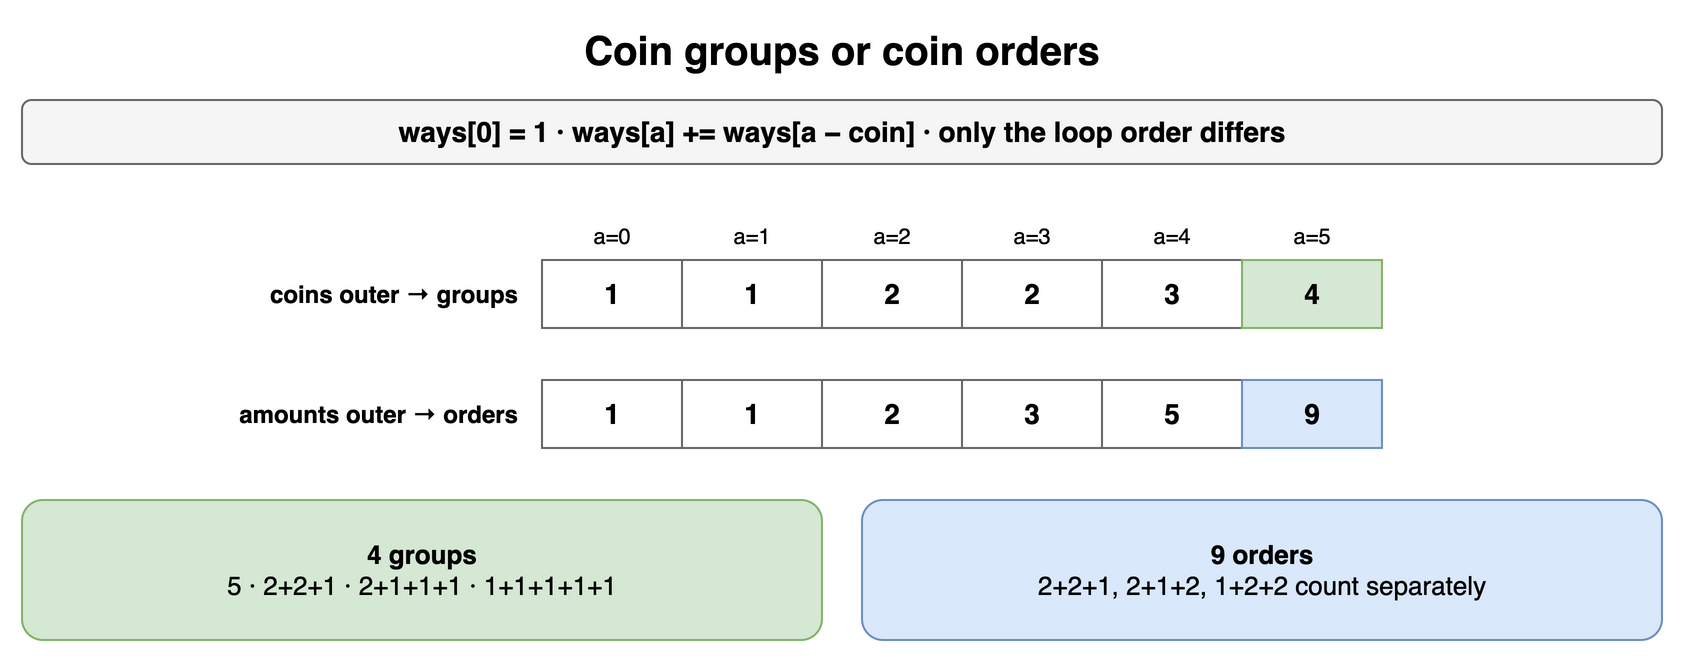 Coin groups or coin orders
ways[0] = 1 · ways[a] += ways[a − coin] · only the loop order differs
a=0 a=1 a=2 a=3 a=4 a=5
coins outer → groups 1 1 2 2 3 4
amounts outer → orders 1 1 2 3 5 9
4 groups
5 · 2+2+1 · 2+1+1+1 · 1+1+1+1+1
9 orders
2+2+1, 2+1+2, 1+2+2 count separately